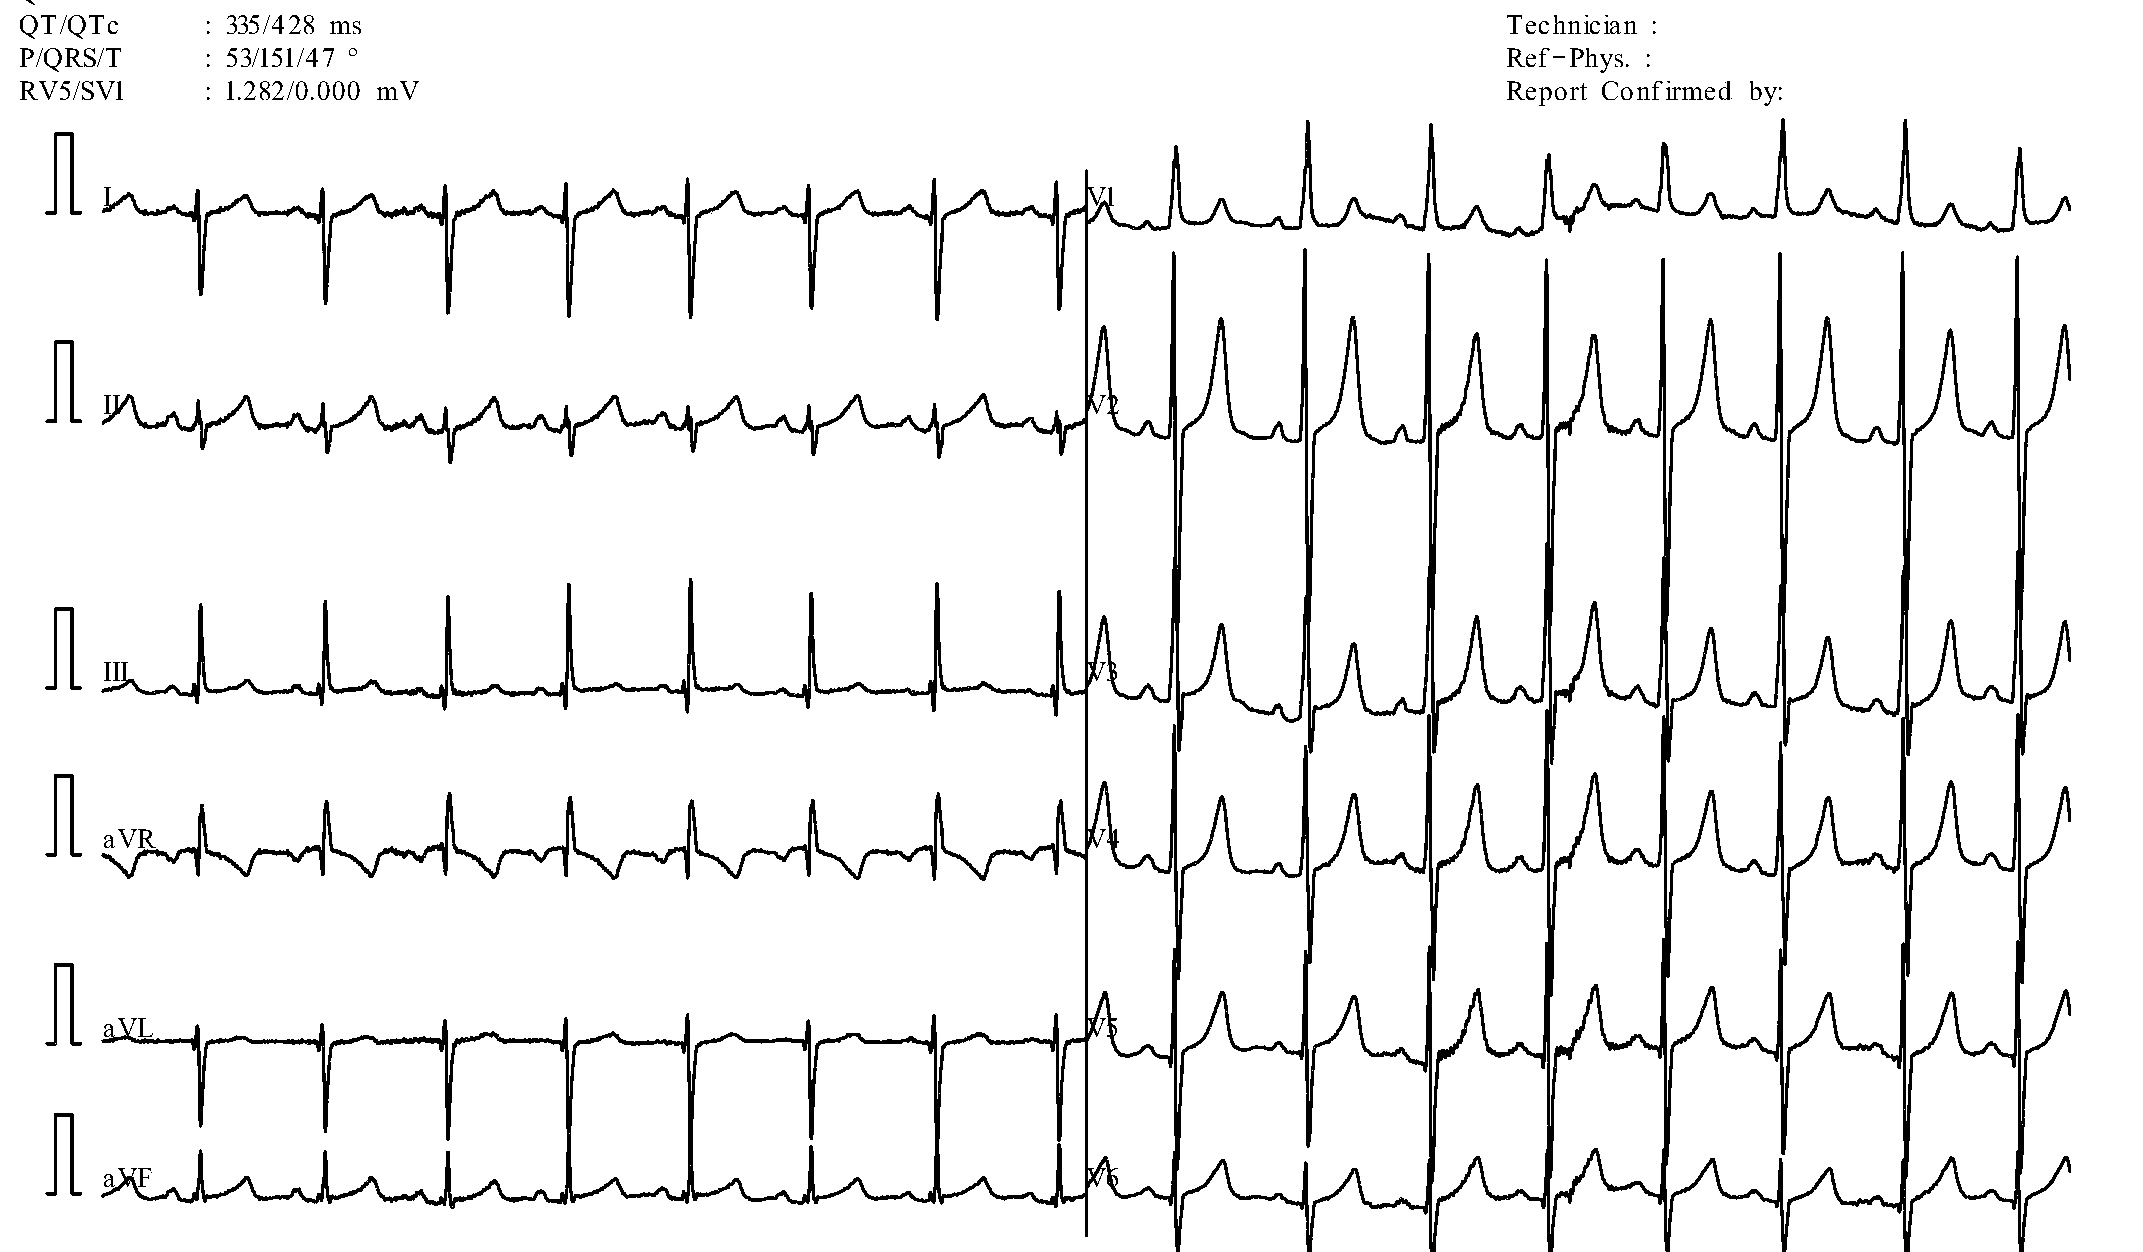 QT/QTc : 335/428 ms
P/QRS/T : 53/151/47 °
RV5/SV1 : 1.282/0.000 mV
Technician :
Ref-Phys. :
Report Confirmed by:
I
II
III
aVR
aVL
aVF
V1
V2
V3
V4
V5
V6